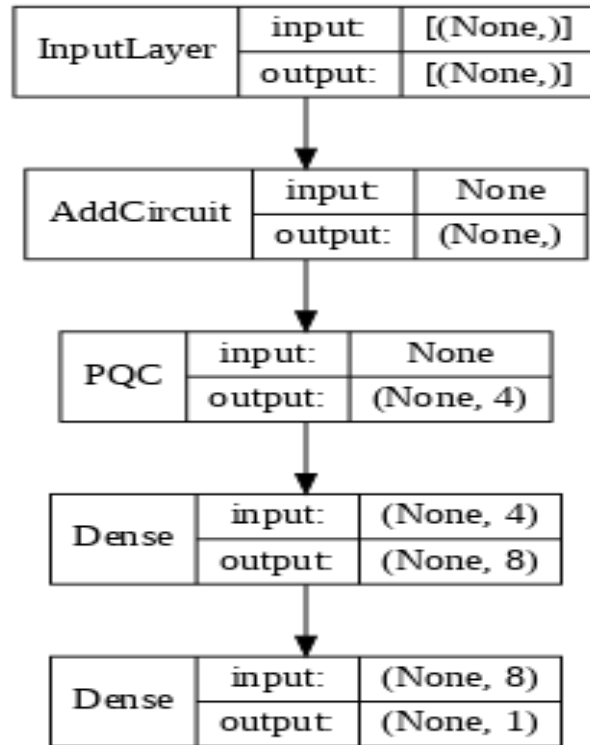 InputLayer input: [(None,)]
output: [(None,)]
AddCircuit input: None
output: (None,)
PQC input: None
output: (None, 4)
Dense input: (None, 4)
output: (None, 8)
Dense input: (None, 8)
output: (None, 1)